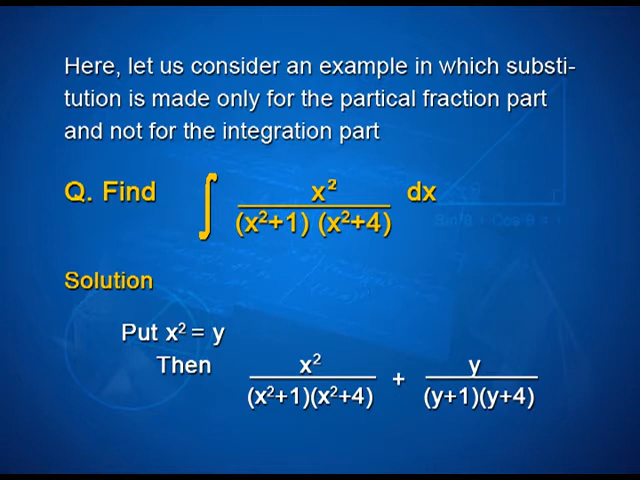 Here, let us consider an example in which substi-
tution is made only for the partical fraction part
and not for the integration part
Q. Find ∫ x² / (x²+1) (x²+4) dx
Solution
Put x² = y
Then x² / (x²+1)(x²+4) + y / (y+1)(y+4)